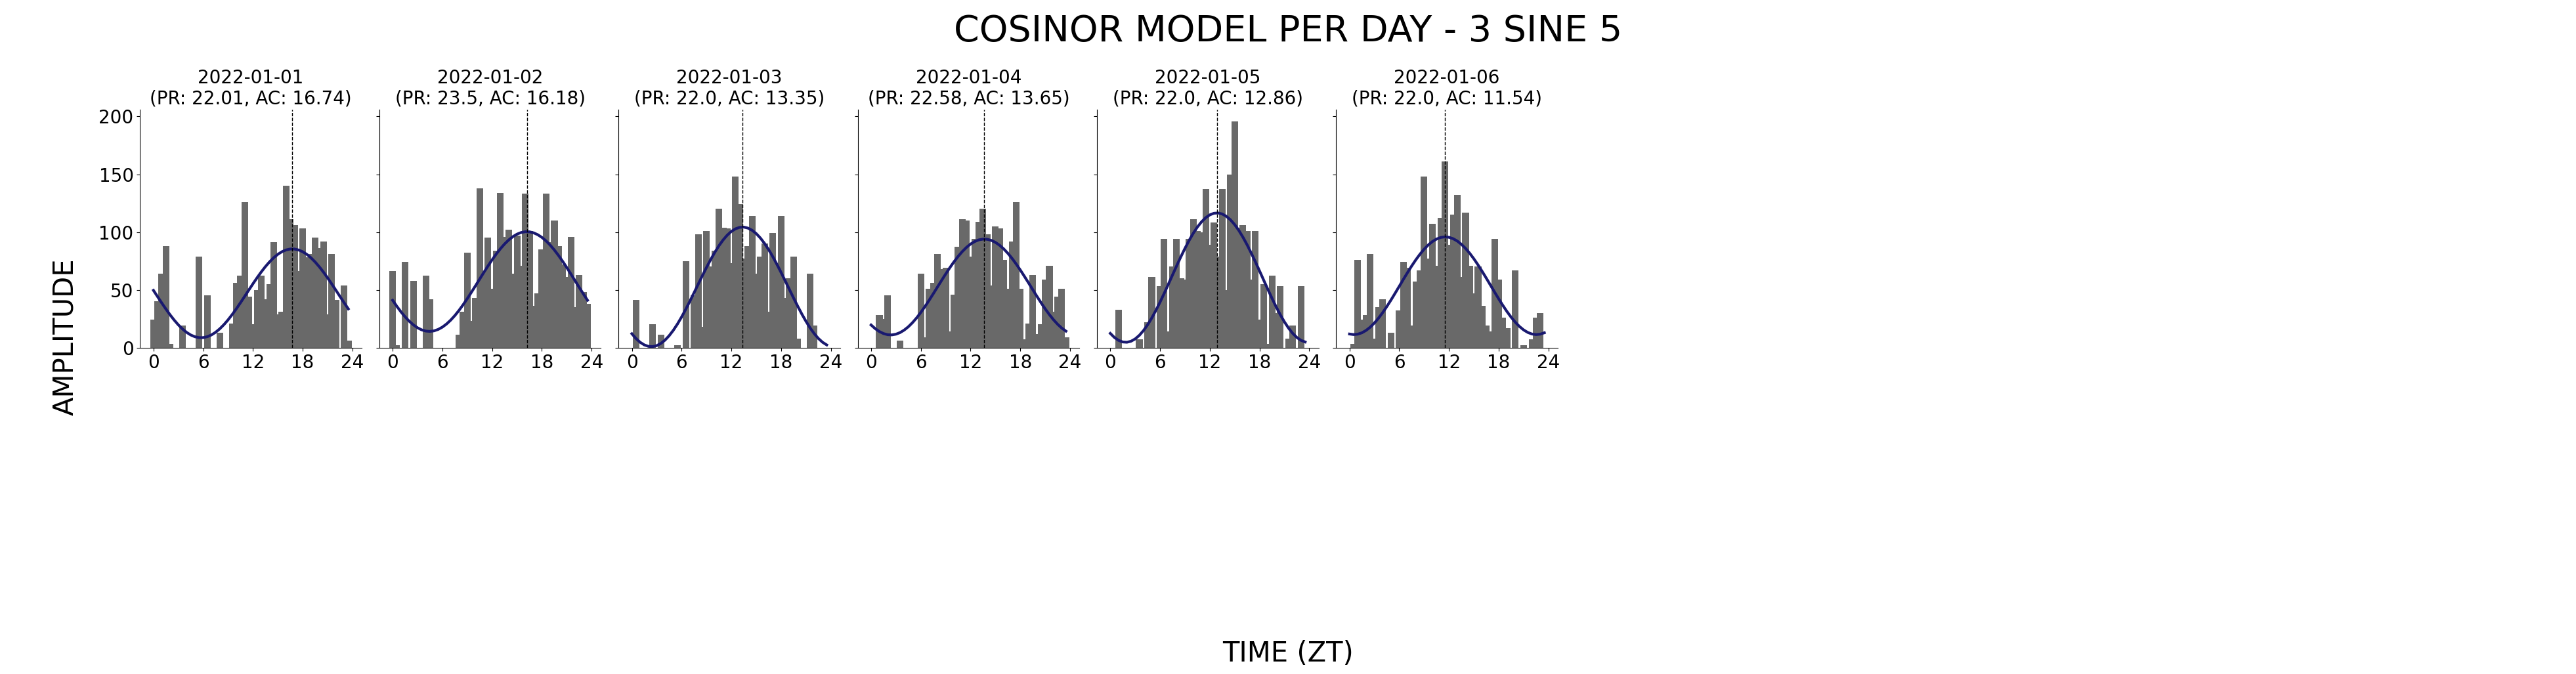 COSINOR MODEL PER DAY - 3 SINE 5
2022-01-01
(PR: 22.01, AC: 16.74)
2022-01-02
(PR: 23.5, AC: 16.18)
2022-01-03
(PR: 22.0, AC: 13.35)
2022-01-04
(PR: 22.58, AC: 13.65)
2022-01-05
(PR: 22.0, AC: 12.86)
2022-01-06
(PR: 22.0, AC: 11.54)
200
150
100
50
0
0 6 12 18 24
0 6 12 18 24
0 6 12 18 24
0 6 12 18 24
0 6 12 18 24
0 6 12 18 24
AMPLITUDE
TIME (ZT)